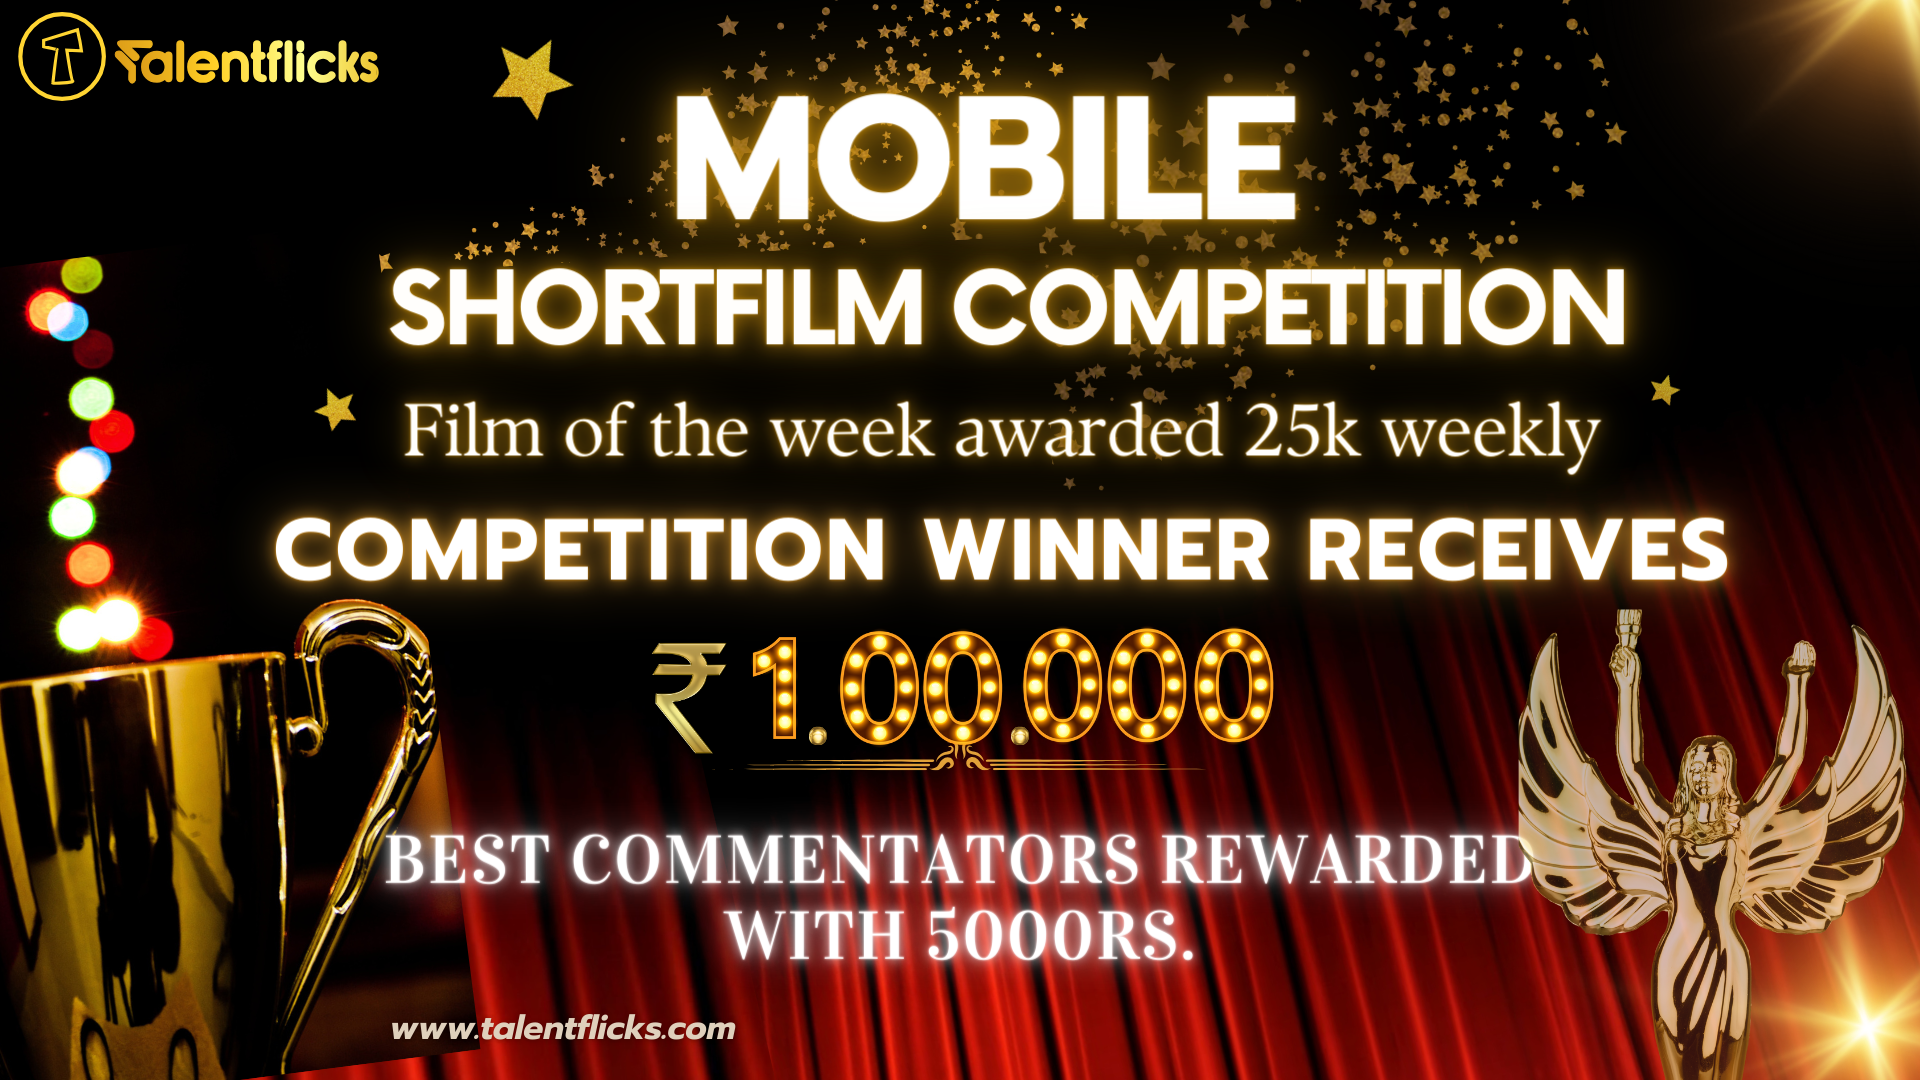 T Talentflicks
MOBILE
SHORTFILM COMPETITION
Film of the week awarded 25k weekly
COMPETITION WINNER RECEIVES
₹ 1.00.000
BEST COMMENTATORS REWARDED
WITH 5000RS.
www.talentflicks.com